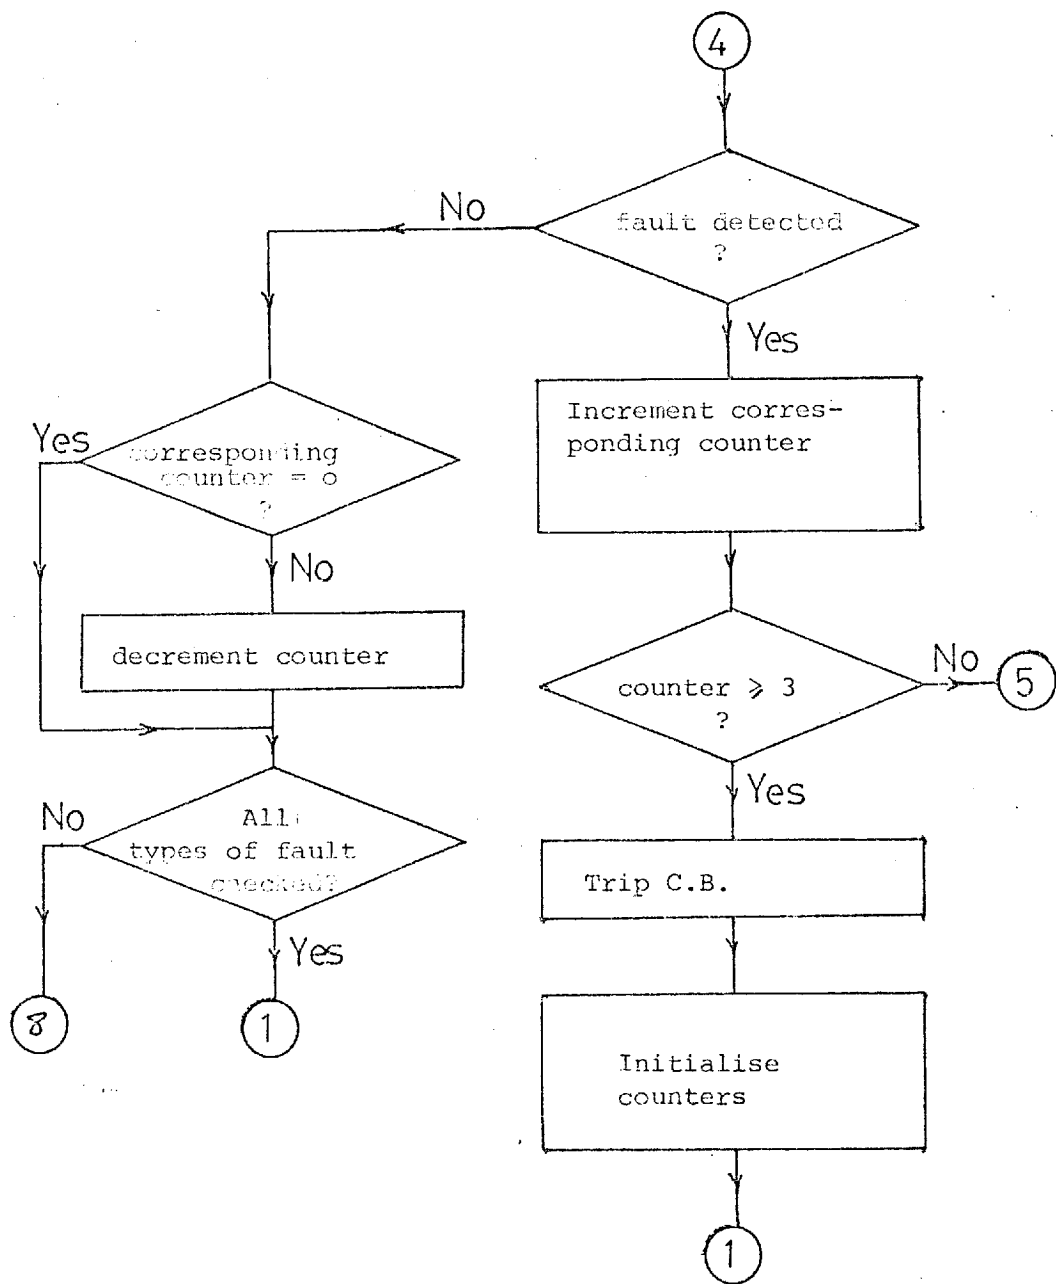 4
No
fault detected
?
Yes
Increment corres-
ponding counter
Yes
corresponding
counter = o
?
No
decrement counter
counter ⩾ 3
?
No
5
Yes
No
All
types of fault
checked?
Yes
8
1
Trip C.B.
Initialise
counters
1